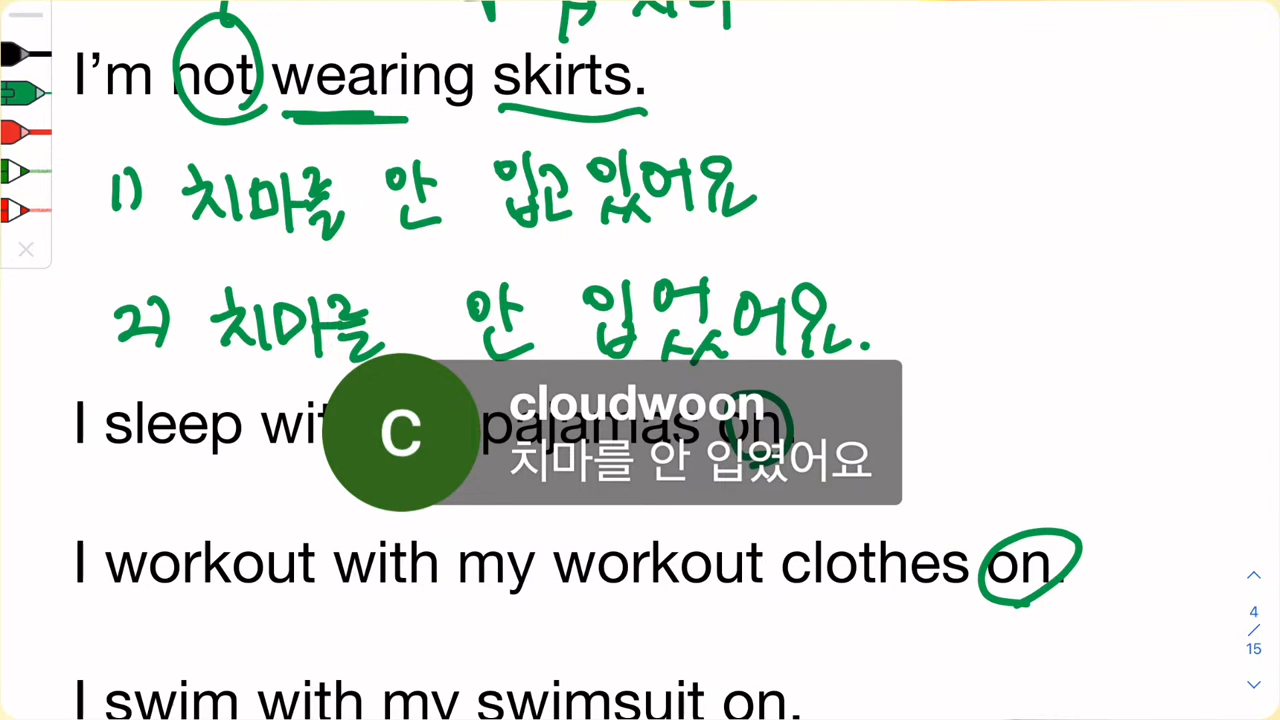 I'm not wearing skirts.
1) 치마를 안 입고있어요
2) 치마를 안 입었어요.
I sleep with pajamas on.
C
cloudwoon
치마를 안 입였어요
I workout with my workout clothes on.
I swim with my swimsuit on.
4
/
15